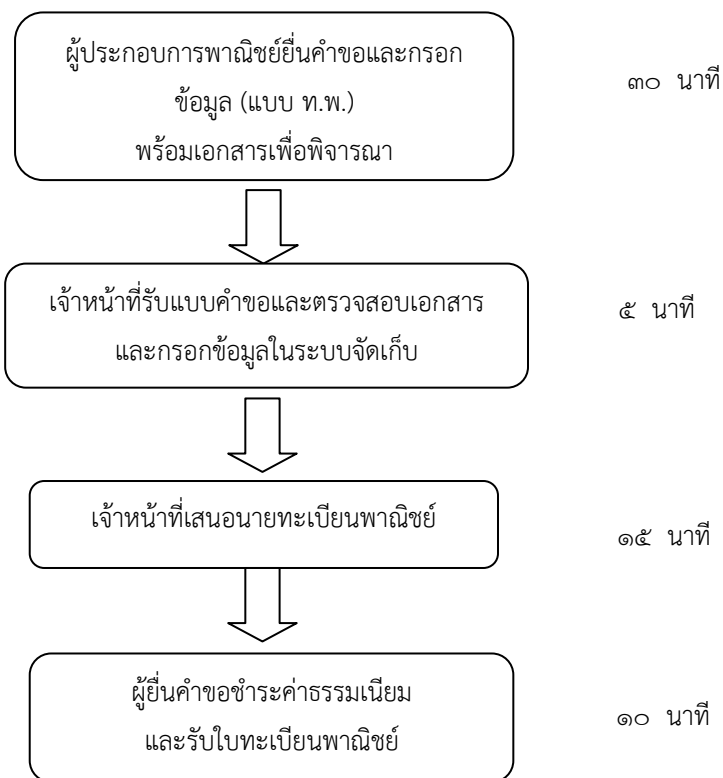 ผู้ประกอบการพาณิชย์ยื่นคำขอและกรอก
ข้อมูล (แบบ ท.พ.)
พร้อมเอกสารเพื่อพิจารณา
๓๐ นาที
เจ้าหน้าที่รับแบบคำขอและตรวจสอบเอกสาร
และกรอกข้อมูลในระบบจัดเก็บ
๕ นาที
เจ้าหน้าที่เสนอนายทะเบียนพาณิชย์
๑๕ นาที
ผู้ยื่นคำขอชำระค่าธรรมเนียม
และรับใบทะเบียนพาณิชย์
๑๐ นาที